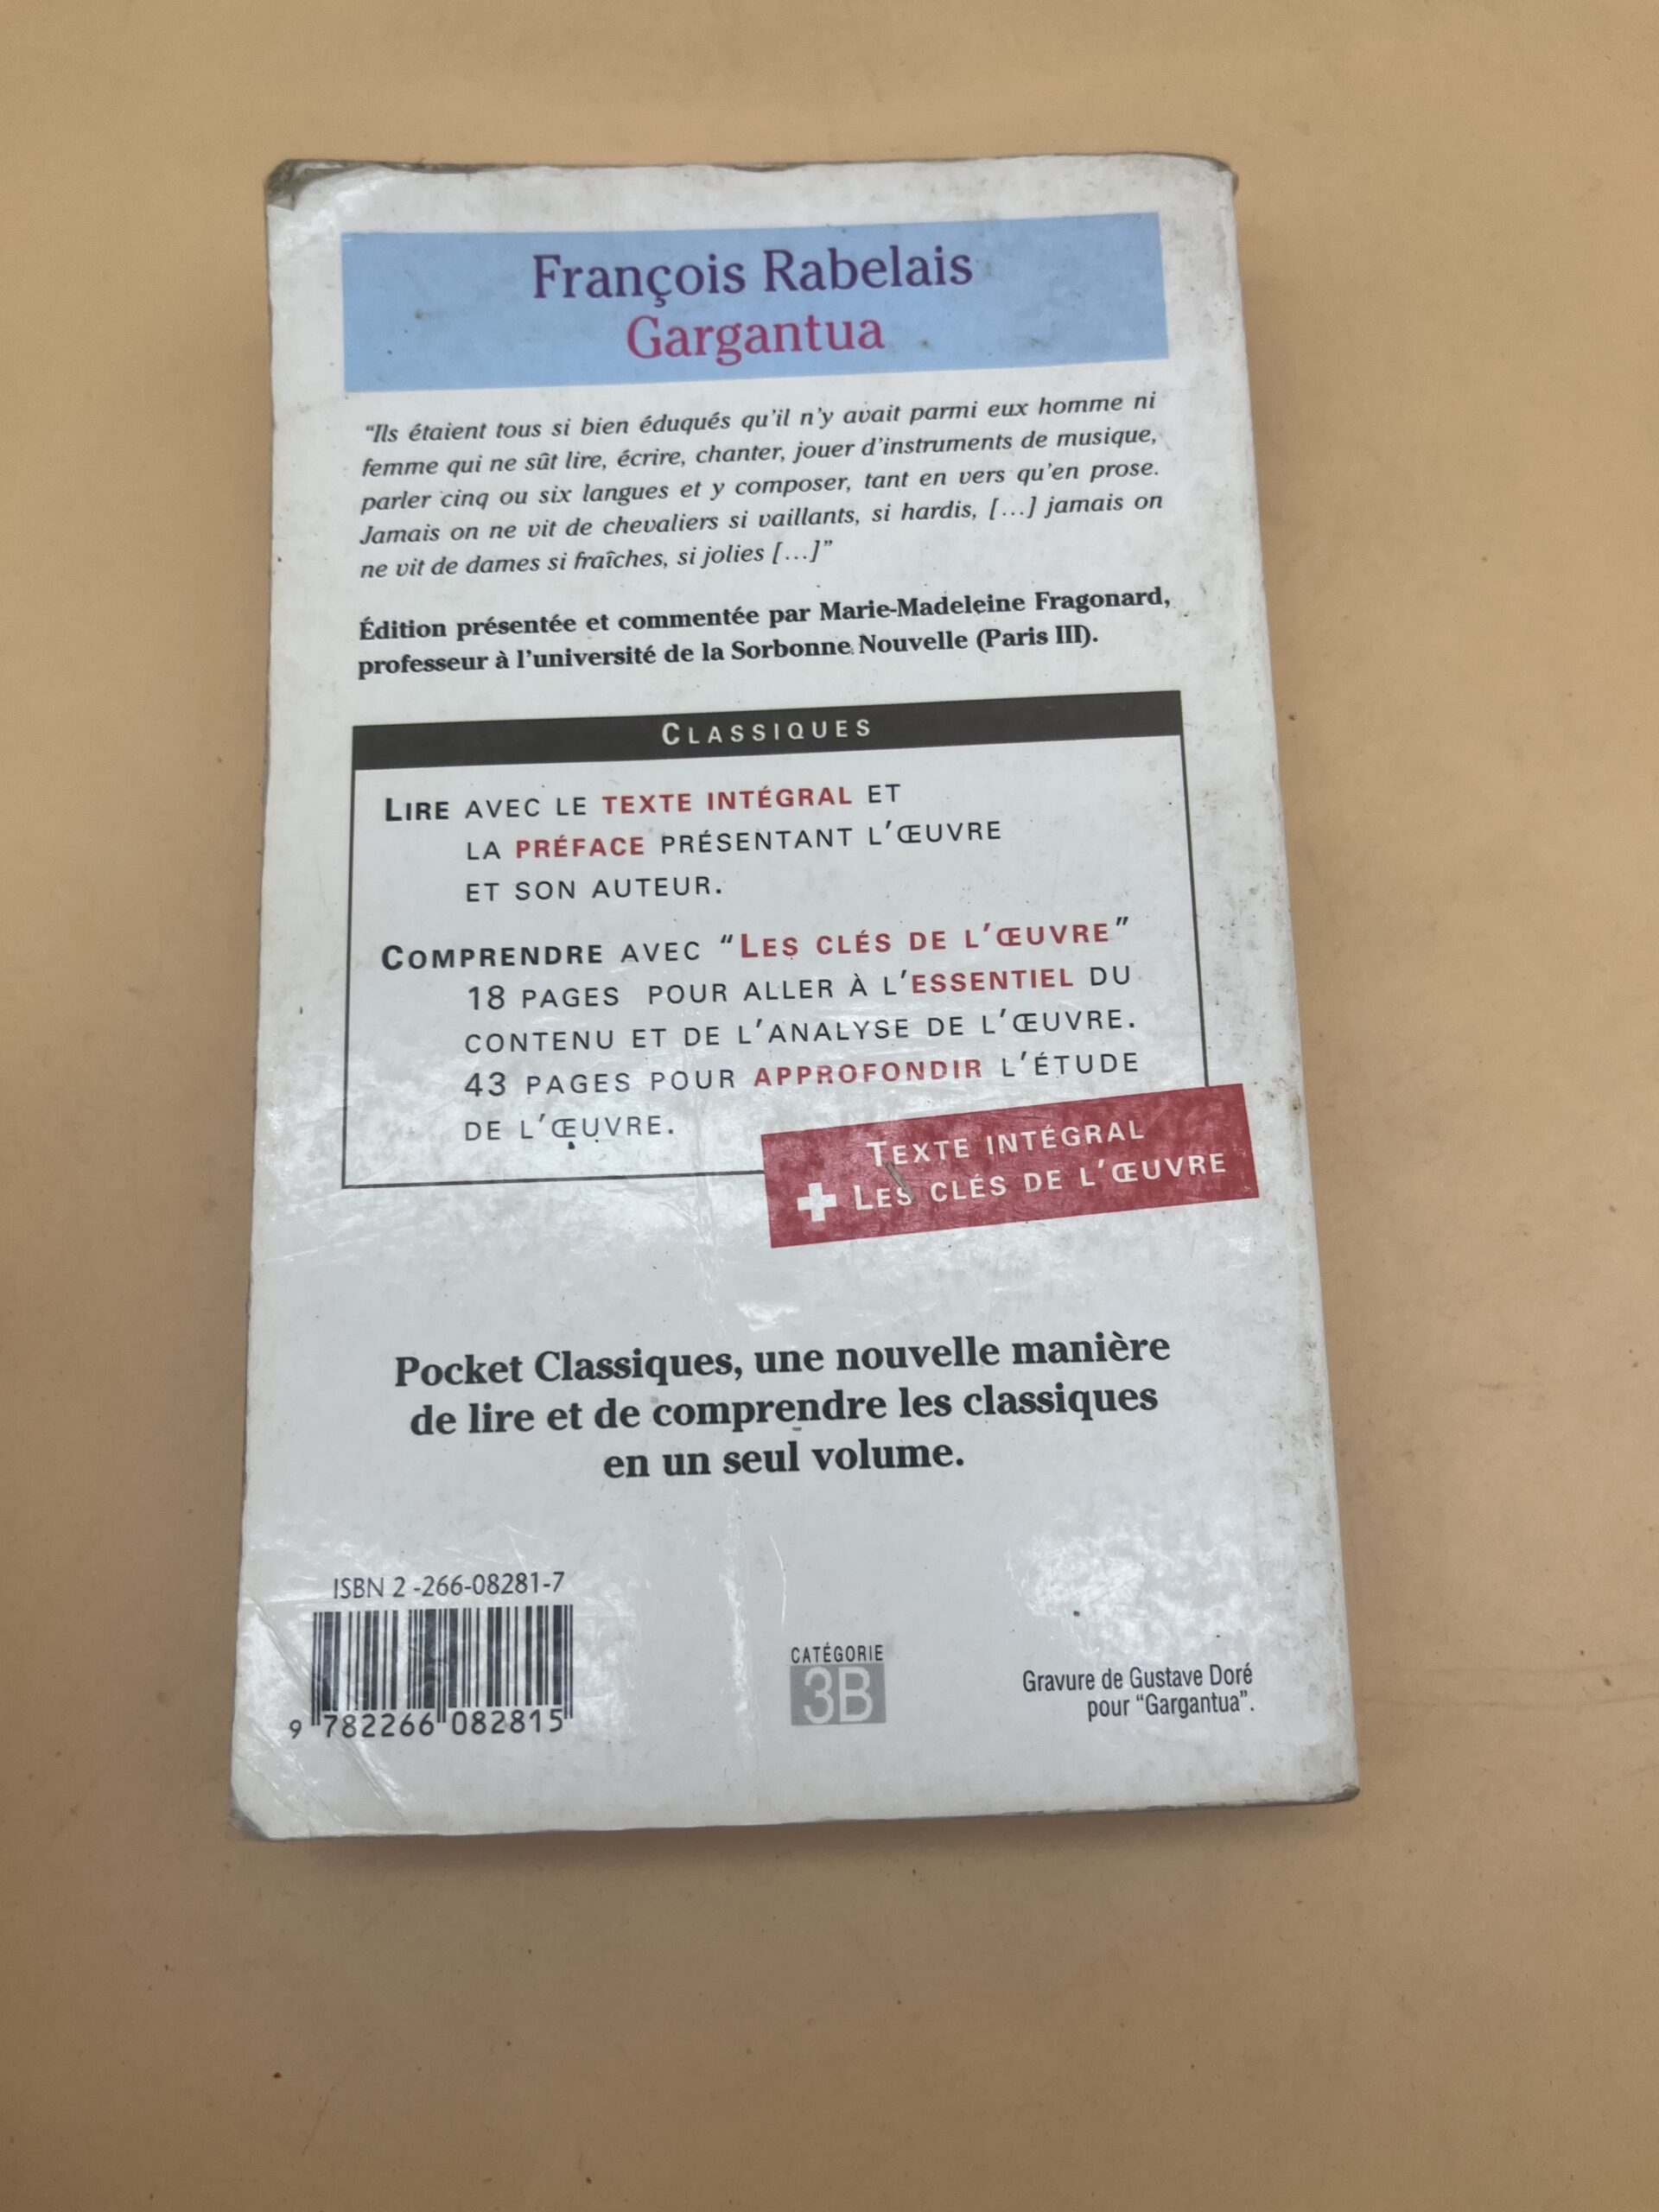 François Rabelais
Gargantua
“Ils étaient tous si bien éduqués qu’il n’y avait parmi eux homme ni
femme qui ne sût lire, écrire, chanter, jouer d’instruments de musique,
parler cinq ou six langues et y composer, tant en vers qu’en prose.
Jamais on ne vit de chevaliers si vaillants, si hardis, [...] jamais on
ne vit de dames si fraîches, si jolies [...]”
Édition présentée et commentée par Marie-Madeleine Fragonard,
professeur à l’université de la Sorbonne Nouvelle (Paris III).
CLASSIQUES
LIRE AVEC LE TEXTE INTÉGRAL ET
LA PRÉFACE PRÉSENTANT L’ŒUVRE
ET SON AUTEUR.
COMPRENDRE AVEC “LES CLÉS DE L’ŒUVRE”
18 PAGES POUR ALLER À L’ESSENTIEL DU
CONTENU ET DE L’ANALYSE DE L’ŒUVRE.
43 PAGES POUR APPROFONDIR L’ÉTUDE
DE L’ŒUVRE.
TEXTE INTÉGRAL
+ LES CLÉS DE L’ŒUVRE
Pocket Classiques, une nouvelle manière
de lire et de comprendre les classiques
en un seul volume.
ISBN 2 -266-08281-7
9 782266 082815
CATÉGORIE
3B
Gravure de Gustave Doré
pour “Gargantua”.